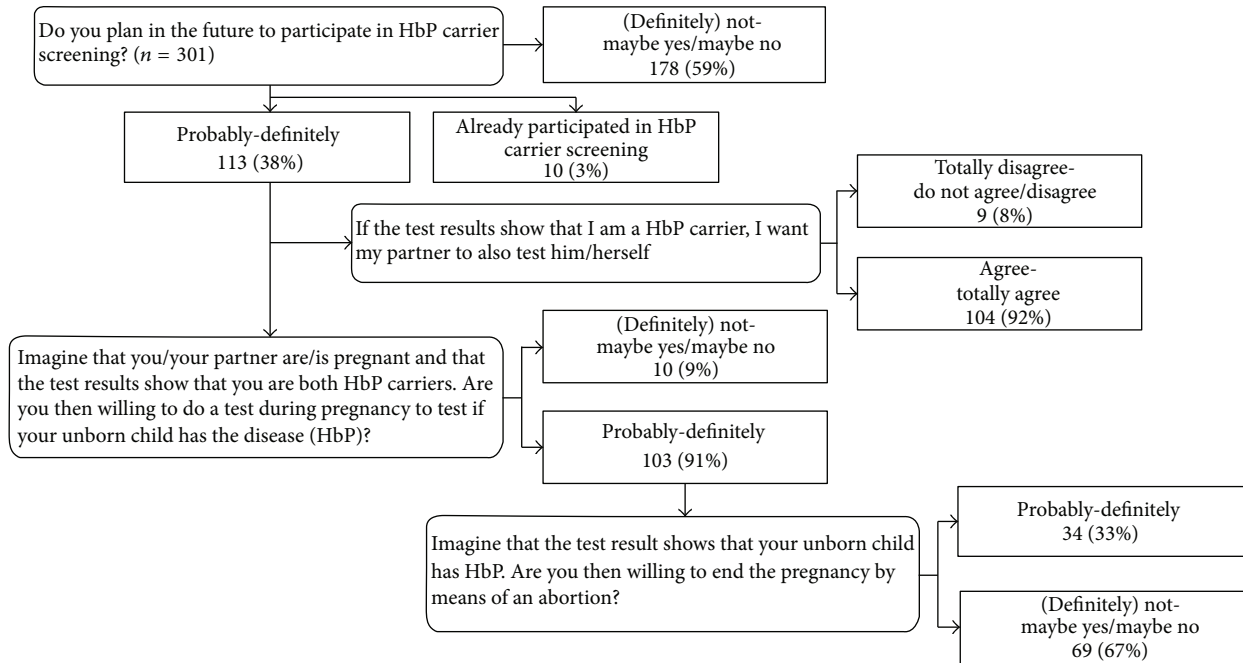 Do you plan in the future to participate in HbP carrier
screening? (n = 301)
(Definitely) not-
maybe yes/maybe no
178 (59%)
Probably-definitely
113 (38%)
Already participated in HbP
carrier screening
10 (3%)
If the test results show that I am a HbP carrier, I want
my partner to also test him/herself
Totally disagree-
do not agree/disagree
9 (8%)
Agree-
totally agree
104 (92%)
Imagine that you/your partner are/is pregnant and that
the test results show that you are both HbP carriers. Are
you then willing to do a test during pregnancy to test if
your unborn child has the disease (HbP)?
(Definitely) not-
maybe yes/maybe no
10 (9%)
Probably-definitely
103 (91%)
Imagine that the test result shows that your unborn child
has HbP. Are you then willing to end the pregnancy by
means of an abortion?
Probably-definitely
34 (33%)
(Definitely) not-
maybe yes/maybe no
69 (67%)